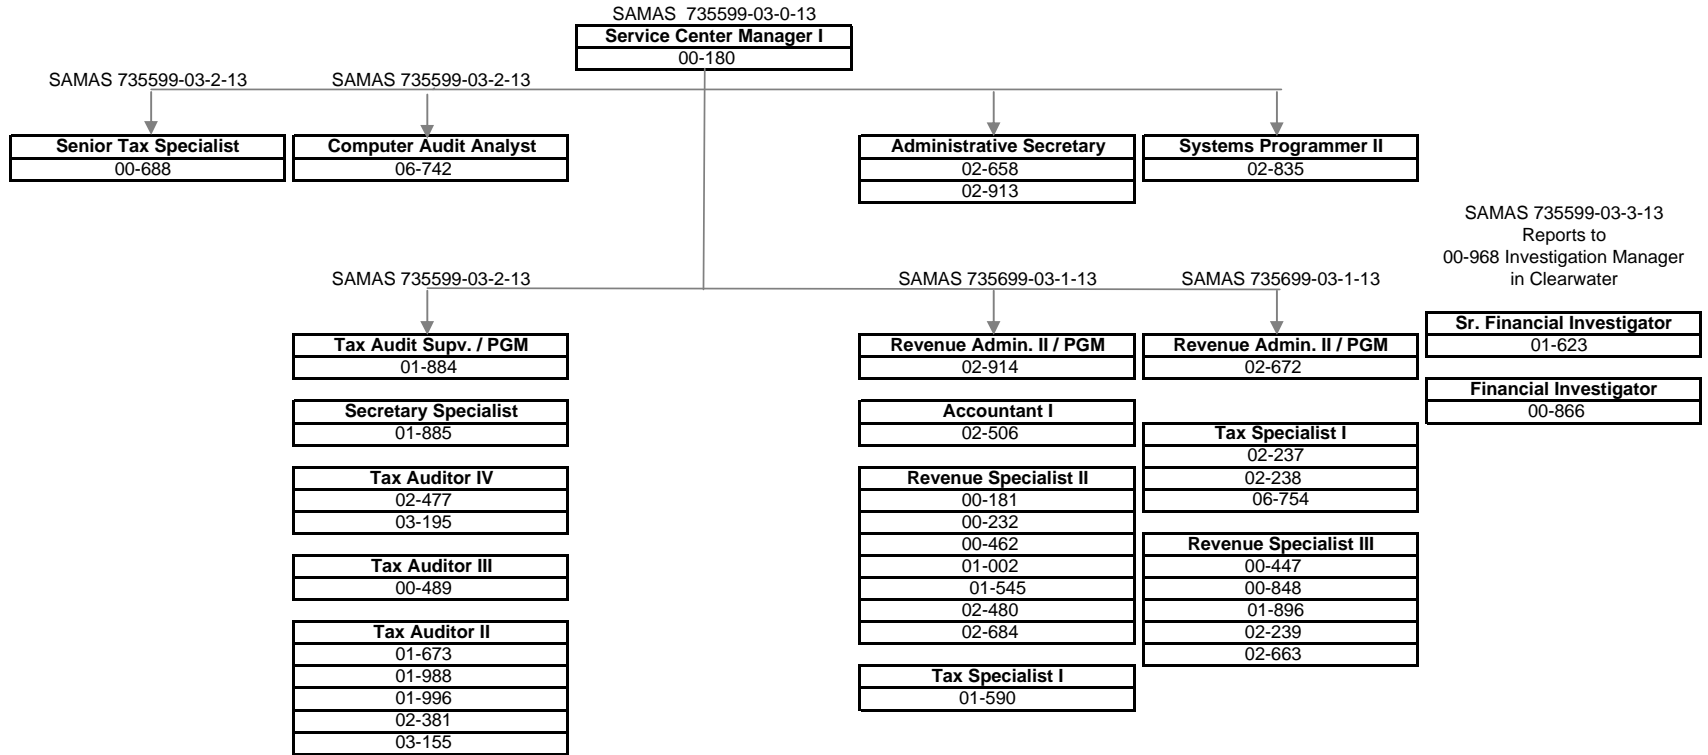 SAMAS 735599-03-0-13
Service Center Manager I
00-180
SAMAS 735599-03-2-13
SAMAS 735599-03-2-13
Senior Tax Specialist
00-688
Computer Audit Analyst
06-742
Administrative Secretary
02-658
02-913
Systems Programmer II
02-835
SAMAS 735599-03-3-13
Reports to
00-968 Investigation Manager
in Clearwater
Sr. Financial Investigator
01-623
Financial Investigator
00-866
SAMAS 735599-03-2-13
Tax Audit Supv. / PGM
01-884
Secretary Specialist
01-885
Tax Auditor IV
02-477
03-195
Tax Auditor III
00-489
Tax Auditor II
01-673
01-988
01-996
02-381
03-155
SAMAS 735699-03-1-13
Revenue Admin. II / PGM
02-914
Accountant I
02-506
Revenue Specialist II
00-181
00-232
00-462
01-002
01-545
02-480
02-684
Tax Specialist I
01-590
SAMAS 735699-03-1-13
Revenue Admin. II / PGM
02-672
Tax Specialist I
02-237
02-238
06-754
Revenue Specialist III
00-447
00-848
01-896
02-239
02-663